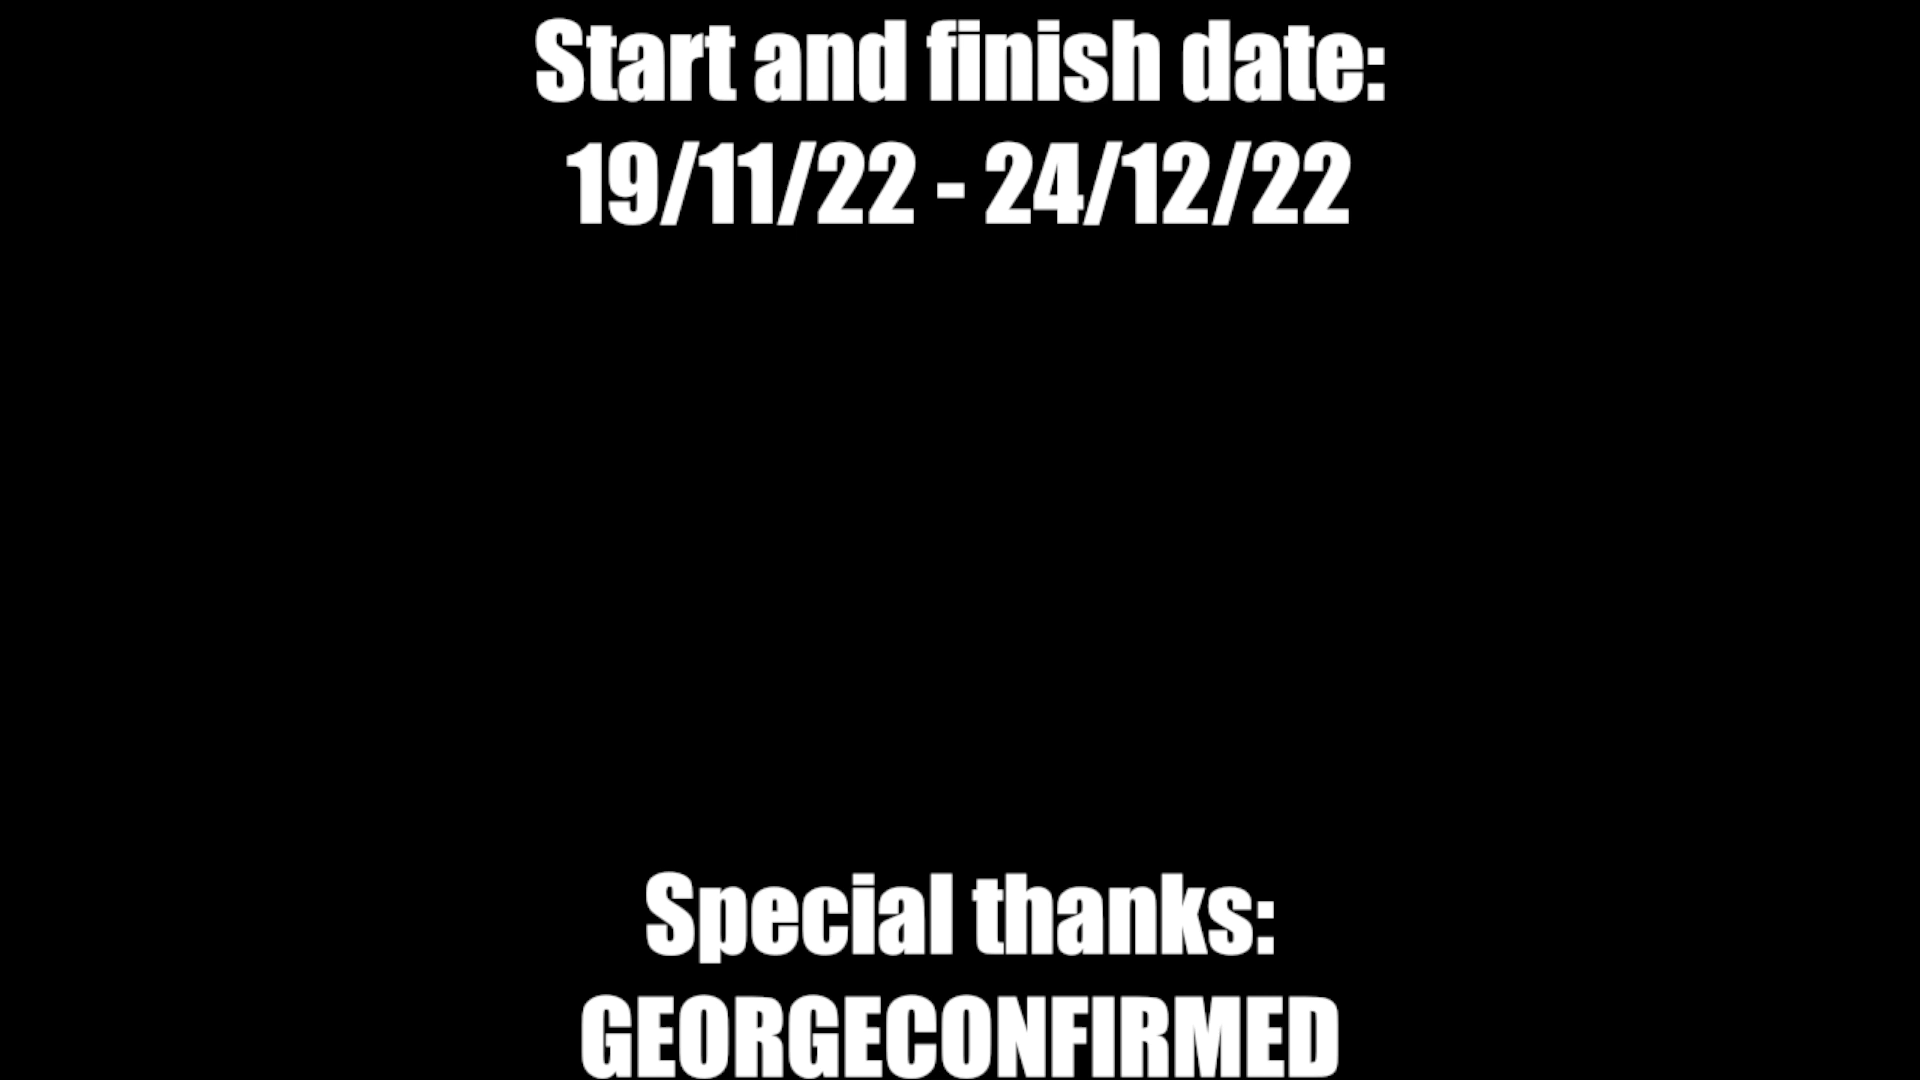 Start and finish date:
19/11/22 - 24/12/22
Special thanks:
GEORGECONFIRMED